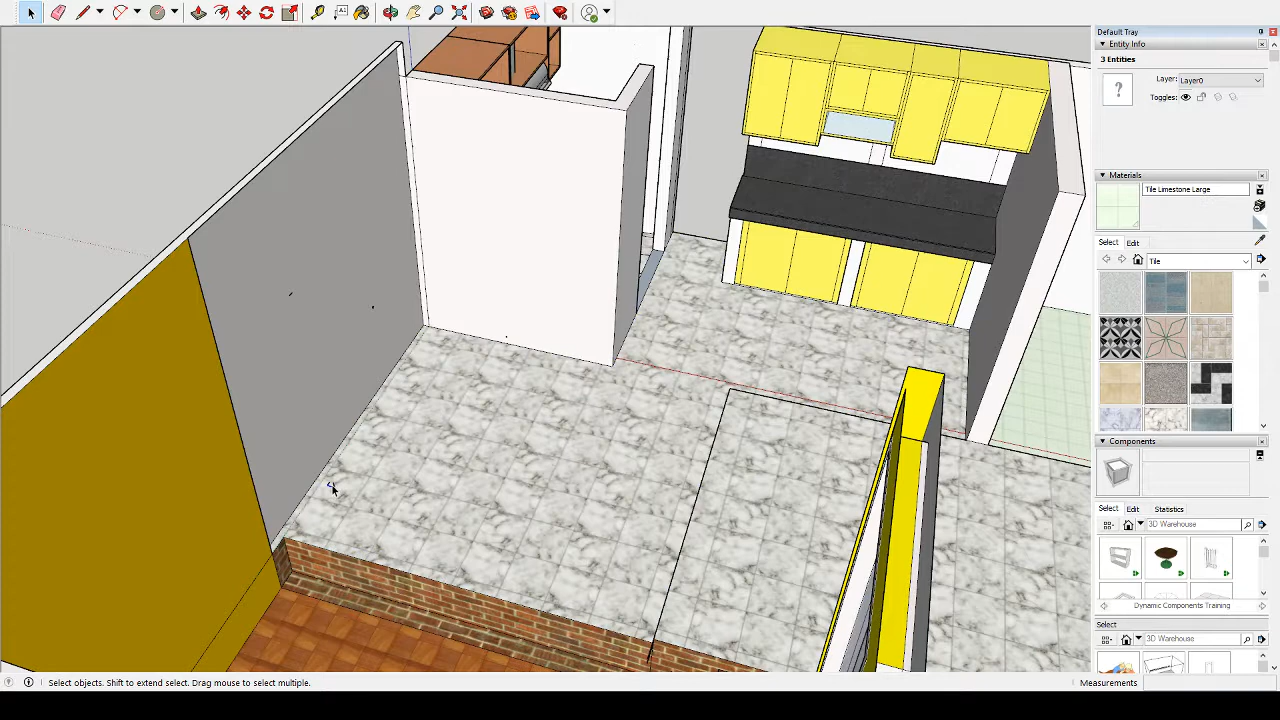 Default Tray
Entity Info
3 Entities
Layer:
Layer0
Toggles:
Materials
Tile Limestone Large
Select
Edit
Tile
Components
Select
Edit
Statistics
3D Warehouse
Dynamic Components Training
Select
3D Warehouse
Select objects. Shift to extend select. Drag mouse to select multiple.
Measurements